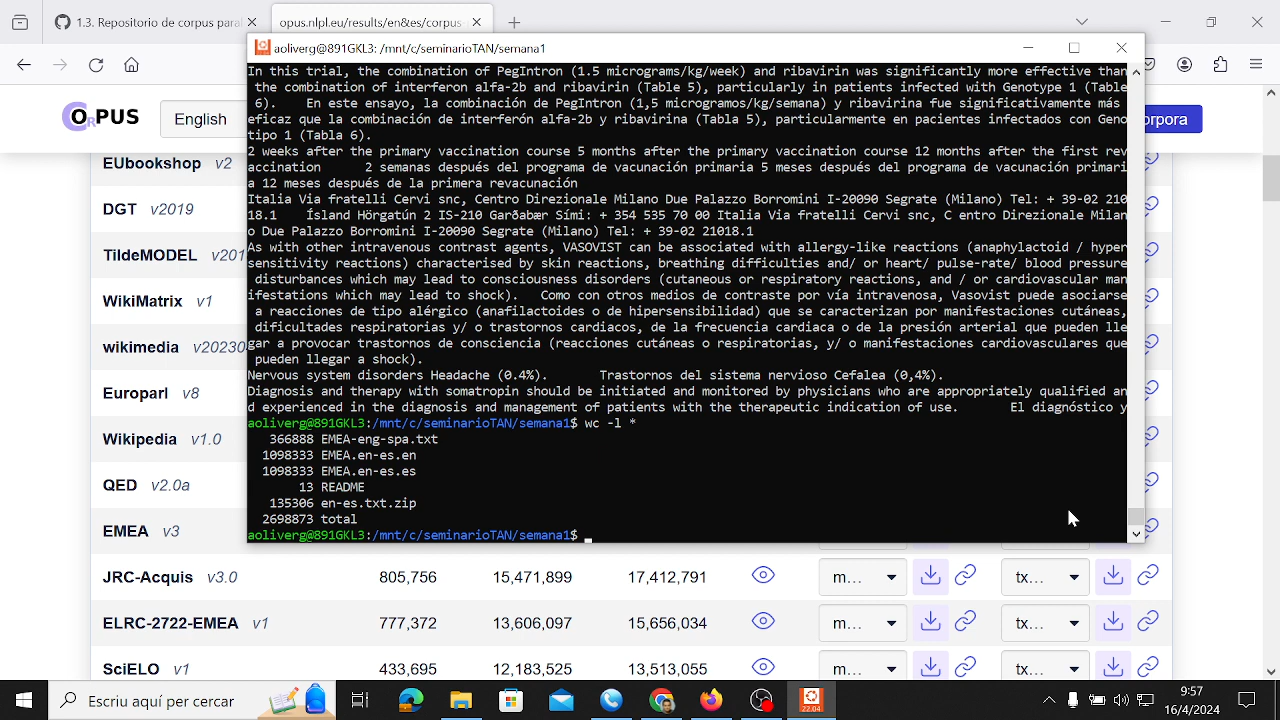 1.3. Repositorio de corpus paral
opus.nlpl.eu/results/en&es/corpus
aoliverg@891GKL3: /mnt/c/seminarioTAN/semana1
OPUS
English
orpora
EUbookshop v2
DGT v2019
TildeMODEL v201
WikiMatrix v1
wikimedia v20230
Europarl v8
Wikipedia v1.0
QED v2.0a
EMEA v3
In this trial, the combination of PegIntron (1.5 micrograms/kg/week) and ribavirin was significantly more effective than
the combination of interferon alfa-2b and ribavirin (Table 5), particularly in patients infected with Genotype 1 (Table
6). En este ensayo, la combinación de PegIntron (1,5 microgramos/kg/semana) y ribavirina fue significativamente más
eficaz que la combinación de interferón alfa-2b y ribavirina (Tabla 5), particularmente en pacientes infectados con Geno
tipo 1 (Tabla 6).
2 weeks after the primary vaccination course 5 months after the primary vaccination course 12 months after the first rev
accination 2 semanas después del programa de vacunación primaria 5 meses después del programa de vacunación primari
a 12 meses después de la primera revacunación
Italia Via fratelli Cervi snc, Centro Direzionale Milano Due Palazzo Borromini I-20090 Segrate (Milano) Tel: + 39-02 210
18.1 Ísland Hörgatún 2 IS-210 Garðabær Sími: + 354 535 70 00 Italia Via fratelli Cervi snc, C entro Direzionale Milan
o Due Palazzo Borromini I-20090 Segrate (Milano) Tel: + 39-02 21018.1
As with other intravenous contrast agents, VASOVIST can be associated with allergy-like reactions (anaphylactoid / hyper
sensitivity reactions) characterised by skin reactions, breathing difficulties and/ or heart/ pulse-rate/ blood pressure
disturbances which may lead to consciousness disorders (cutaneous or respiratory reactions, and / or cardiovascular man
ifestations which may lead to shock). Como con otros medios de contraste por vía intravenosa, Vasovist puede asociarse
a reacciones de tipo alérgico (anafilactoides o de hipersensibilidad) que se caracterizan por manifestaciones cutáneas,
dificultades respiratorias y/ o trastornos cardiacos, de la frecuencia cardiaca o de la presión arterial que pueden lle
gar a provocar trastornos de consciencia (reacciones cutáneas o respiratorias, y/ o manifestaciones cardiovasculares que
pueden llegar a shock).
Nervous system disorders Headache (0.4%). Trastornos del sistema nervioso Cefalea (0,4%).
Diagnosis and therapy with somatropin should be initiated and monitored by physicians who are appropriately qualified an
d experienced in the diagnosis and management of patients with the therapeutic indication of use. El diagnóstico y
aoliverg@891GKL3:/mnt/c/seminarioTAN/semana1$ wc -l *
366888 EMEA-eng-spa.txt
1098333 EMEA.en-es.en
1098333 EMEA.en-es.es
13 README
135306 en-es.txt.zip
2698873 total
aoliverg@891GKL3:/mnt/c/seminarioTAN/semana1$
JRC-Acquis v3.0 805,756 15,471,899 17,412,791 m... tx...
ELRC-2722-EMEA v1 777,372 13,606,097 15,656,034 m... tx...
SciELO v1 433,695 12,183,525 13,513,055 m... tx...
Escriu aquí per cercar
22.04
9:57
16/4/2024